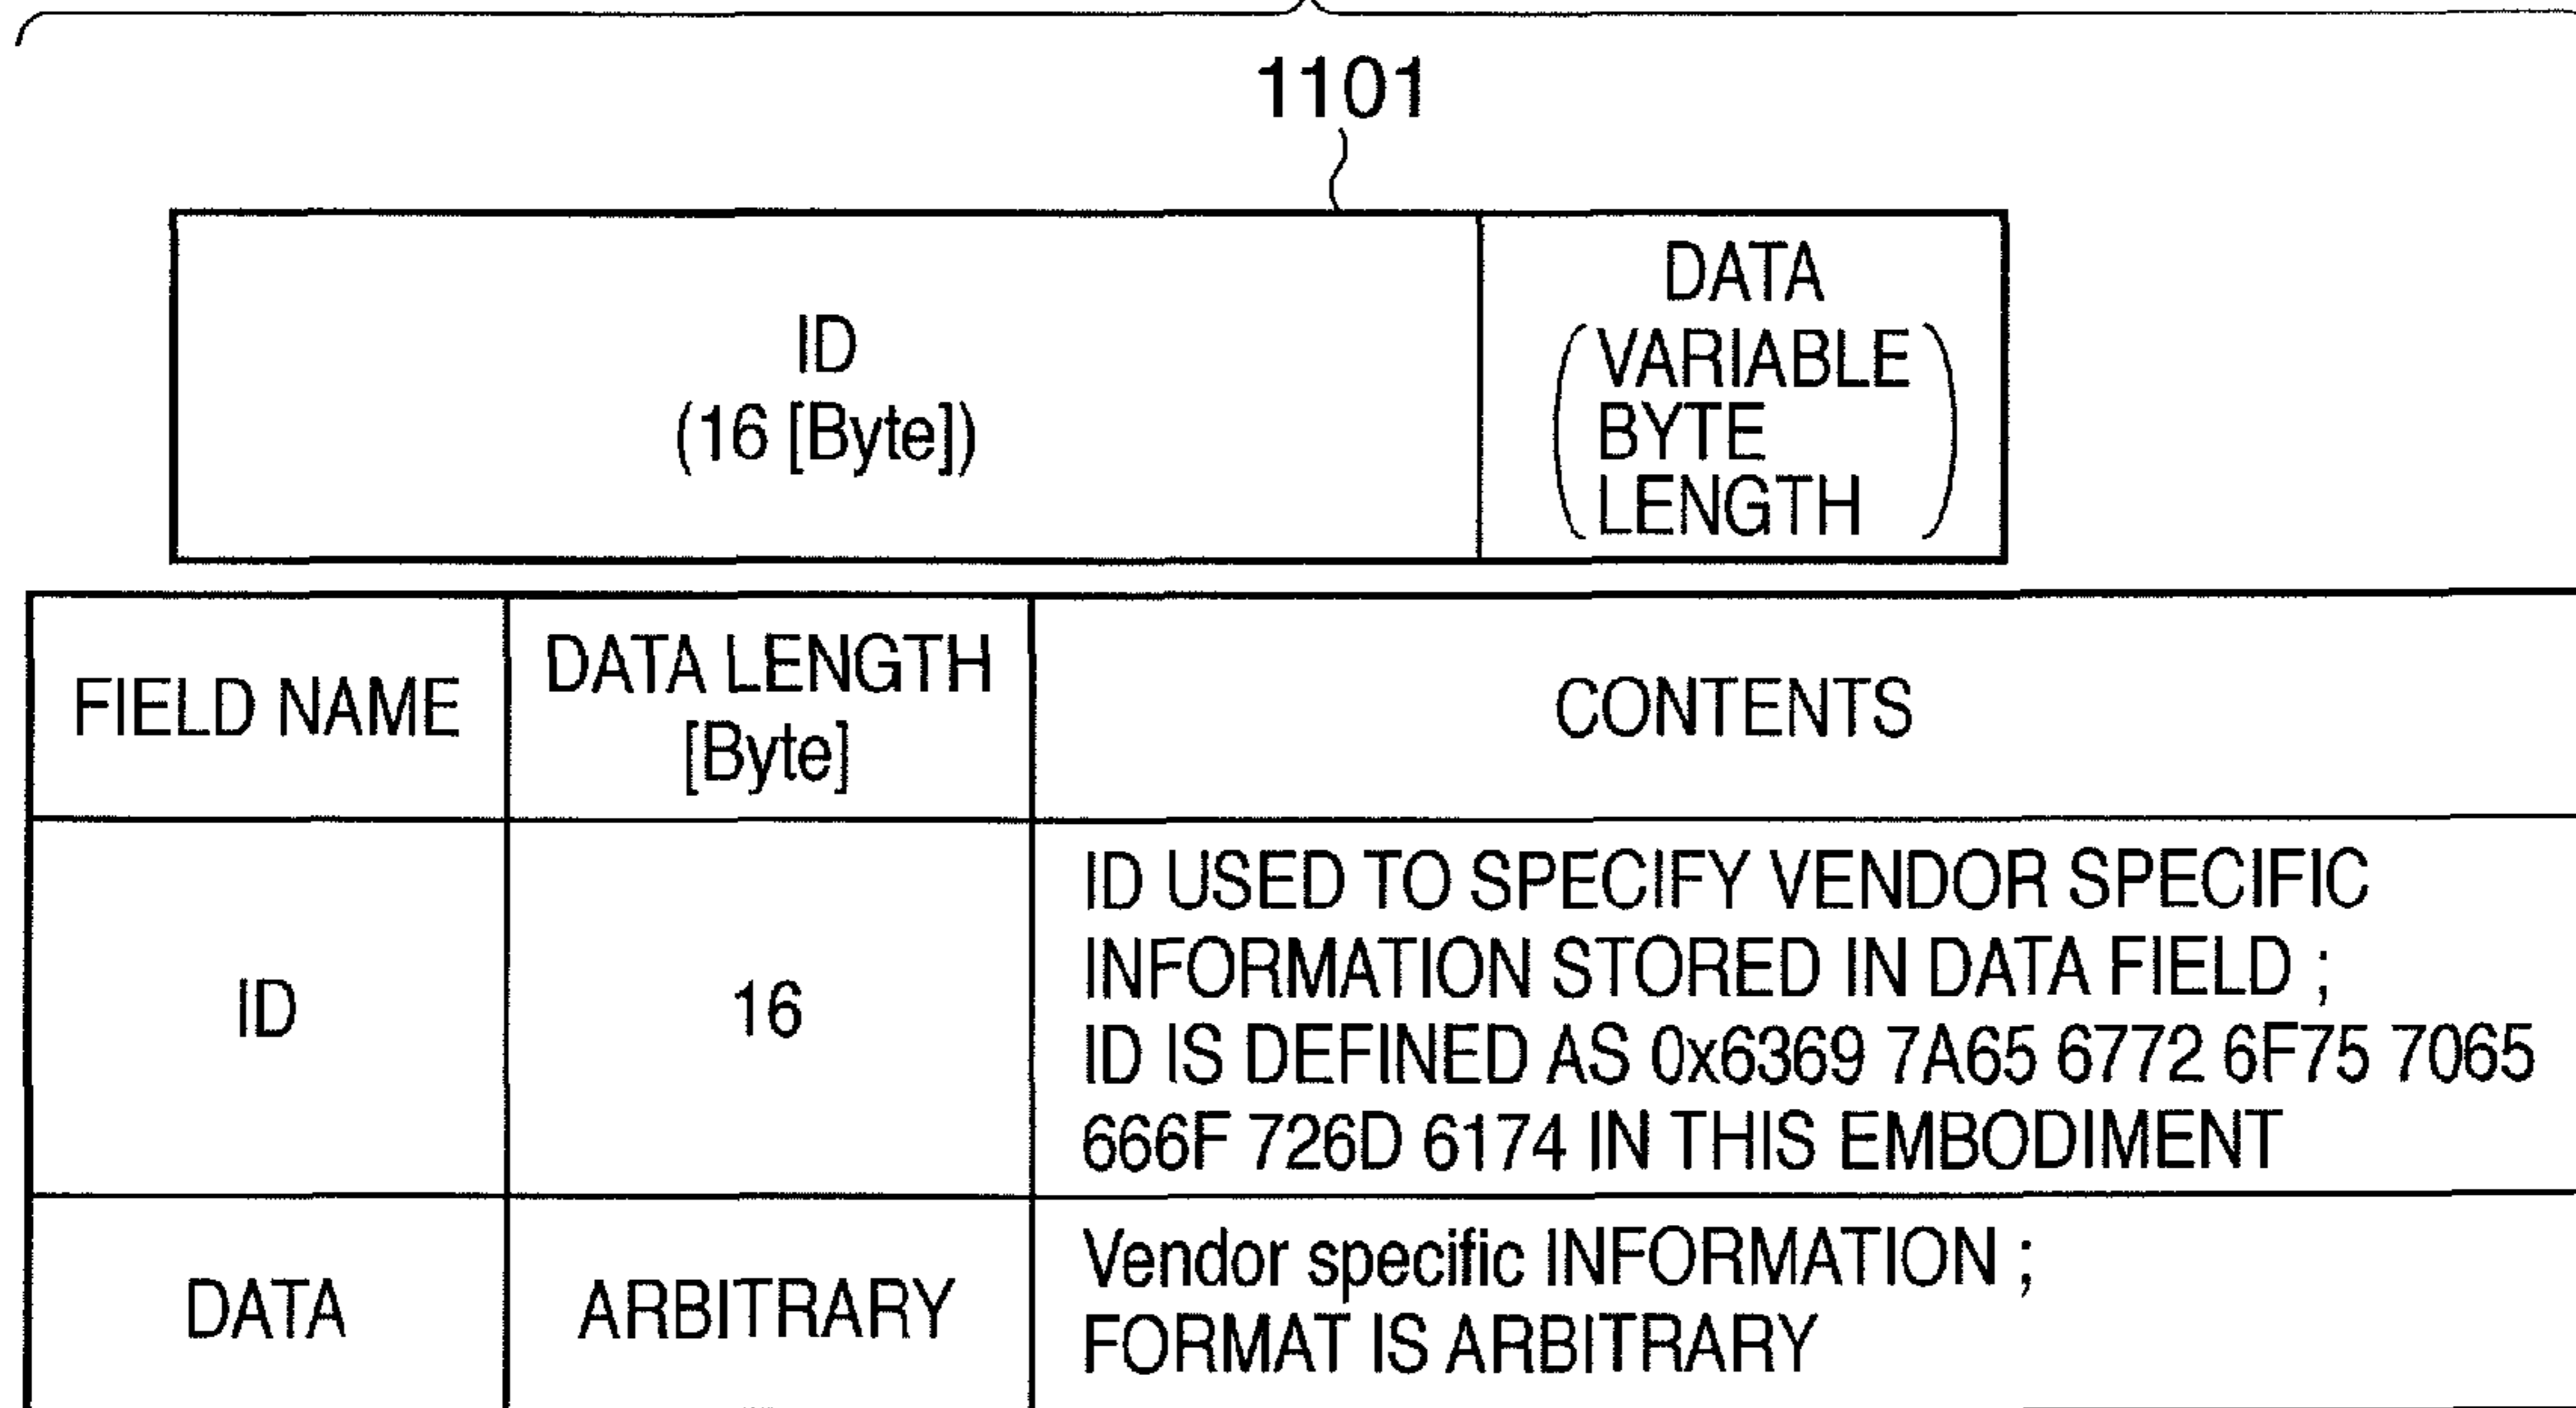 1101
ID
(16 [Byte])
DATA
(VARIABLE
BYTE
LENGTH)
FIELD NAME
DATA LENGTH
[Byte]
CONTENTS
ID
16
ID USED TO SPECIFY VENDOR SPECIFIC
INFORMATION STORED IN DATA FIELD ;
ID IS DEFINED AS 0x6369 7A65 6772 6F75 7065
666F 726D 6174 IN THIS EMBODIMENT
DATA
ARBITRARY
Vendor specific INFORMATION ;
FORMAT IS ARBITRARY